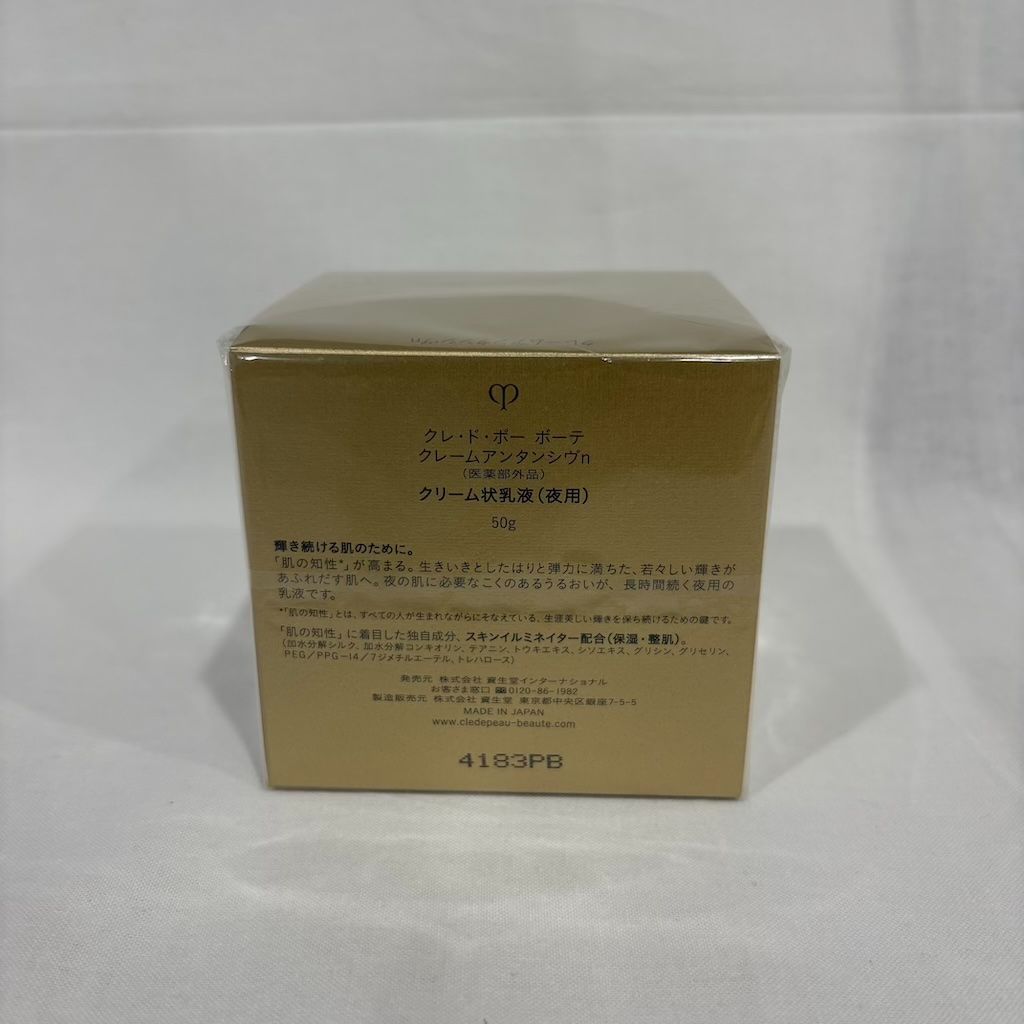 クレームアンタンシヴn
クレ・ド・ポー ボーテ
クレームアンタンシヴn
(医薬部外品)
クリーム状乳液(夜用)
50g
輝き続ける肌のために。
「肌の知性*」が高まる。生きいきとしたはりと弾力に満ちた、若々しい輝きが
あふれだす肌へ。夜の肌に必要なこくのあるうるおいが、長時間続く夜用の
乳液です。
*「肌の知性」とは、すべての人が生まれながらにそなえている、生涯美しい輝きを保ち続けるための鍵です。
「肌の知性」に着目した独自成分、スキンイルミネイター配合(保湿・整肌)。
(加水分解シルク、加水分解コンキオリン、テアニン、トウキエキス、シソエキス、グリシン、グリセリン、
PEG/PPG-14/7ジメチルエーテル、トレハロース)
発売元 株式会社 資生堂インターナショナル
お客さま窓口 0120-86-1982
製造販売元 株式会社 資生堂 東京都中央区銀座7-5-5
MADE IN JAPAN
www.cledepeau-beaute.com
4183PB